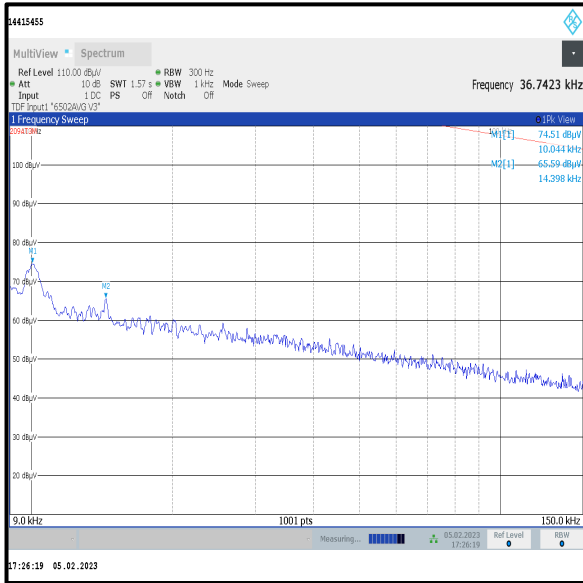 14415455
MultiView Spectrum
Ref Level 110.00 dBµV RBW 300 Hz
Att 10 dB SWT 1.57 s VBW 1 kHz Mode Sweep Frequency 36.7423 kHz
Input 1 DC PS Off Notch Off
TDF Input1 "6502AVG V3"
1 Frequency Sweep 1Pk View
M1[1] 74.51 dBµV
10.044 kHz
M2[1] 65.59 dBµV
14.398 kHz
100 dBµV
90 dBµV
80 dBµV
M1
70 dBµV
M2
60 dBµV
50 dBµV
40 dBµV
30 dBµV
20 dBµV
9.0 kHz 1001 pts 150.0 kHz
Measuring... 05.02.2023 Ref Level RBW
17:26:19
17:26:19 05.02.2023